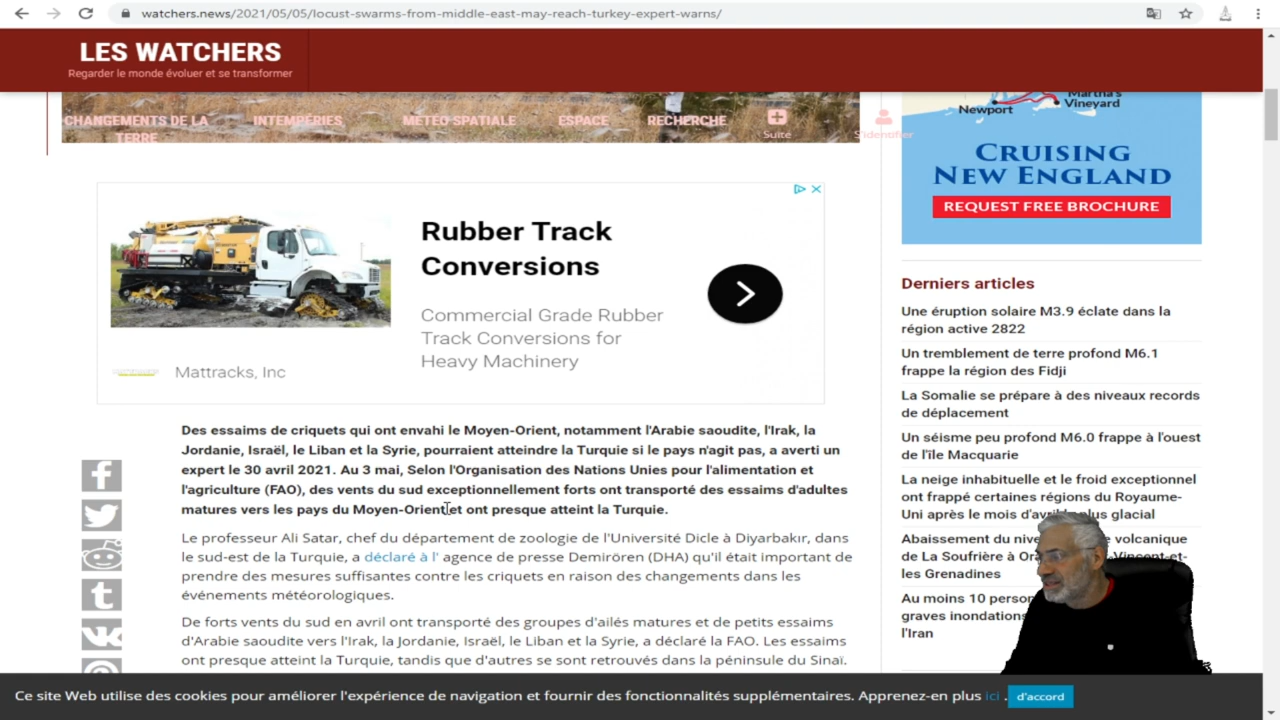 watchers.news/2021/05/05/locust-swarms-from-middle-east-may-reach-turkey-expert-warns/
LES WATCHERS
Regarder le monde évoluer et se transformer
CHANGEMENTS DE LA
TERRE
INTEMPÉRIES
MÉTÉO SPATIALE
ESPACE
RECHERCHE
Suite
S'identifier
Newport
Martha's
Vineyard
CRUISING
NEW ENGLAND
REQUEST FREE BROCHURE
Rubber Track
Conversions
Commercial Grade Rubber
Track Conversions for
Heavy Machinery
Mattracks, Inc
Derniers articles
Une éruption solaire M3.9 éclate dans la
région active 2822
Un tremblement de terre profond M6.1
frappe la région des Fidji
La Somalie se prépare à des niveaux records
de déplacement
Un séisme peu profond M6.0 frappe à l'ouest
de l'île Macquarie
La neige inhabituelle et le froid exceptionnel
ont frappé certaines régions du Royaume-
Uni après le mois d'avril le plus glacial
Abaissement du volcanique
de La Soufrière à Vincent-et-
les Grenadines
Au moins 10
graves inondations
l'Iran
Des essaims de criquets qui ont envahi le Moyen-Orient, notamment l'Arabie saoudite, l'Irak, la
Jordanie, Israël, le Liban et la Syrie, pourraient atteindre la Turquie si le pays n'agit pas, a averti un
expert le 30 avril 2021. Au 3 mai, Selon l'Organisation des Nations Unies pour l'alimentation et
l'agriculture (FAO), des vents du sud exceptionnellement forts ont transporté des essaims d'adultes
matures vers les pays du Moyen-Orient et ont presque atteint la Turquie.
Le professeur Ali Satar, chef du département de zoologie de l'Université Dicle à Diyarbakır, dans
le sud-est de la Turquie, a déclaré à l' agence de presse Demirören (DHA) qu'il était important de
prendre des mesures suffisantes contre les criquets en raison des changements dans les
événements météorologiques.
De forts vents du sud en avril ont transporté des groupes d'ailés matures et de petits essaims
d'Arabie saoudite vers l'Irak, la Jordanie, Israël, le Liban et la Syrie, a déclaré la FAO. Les essaims
ont presque atteint la Turquie, tandis que d'autres se sont retrouvés dans la péninsule du Sinaï.
Ce site Web utilise des cookies pour améliorer l'expérience de navigation et fournir des fonctionnalités supplémentaires. Apprenez-en plus ici .
d'accord